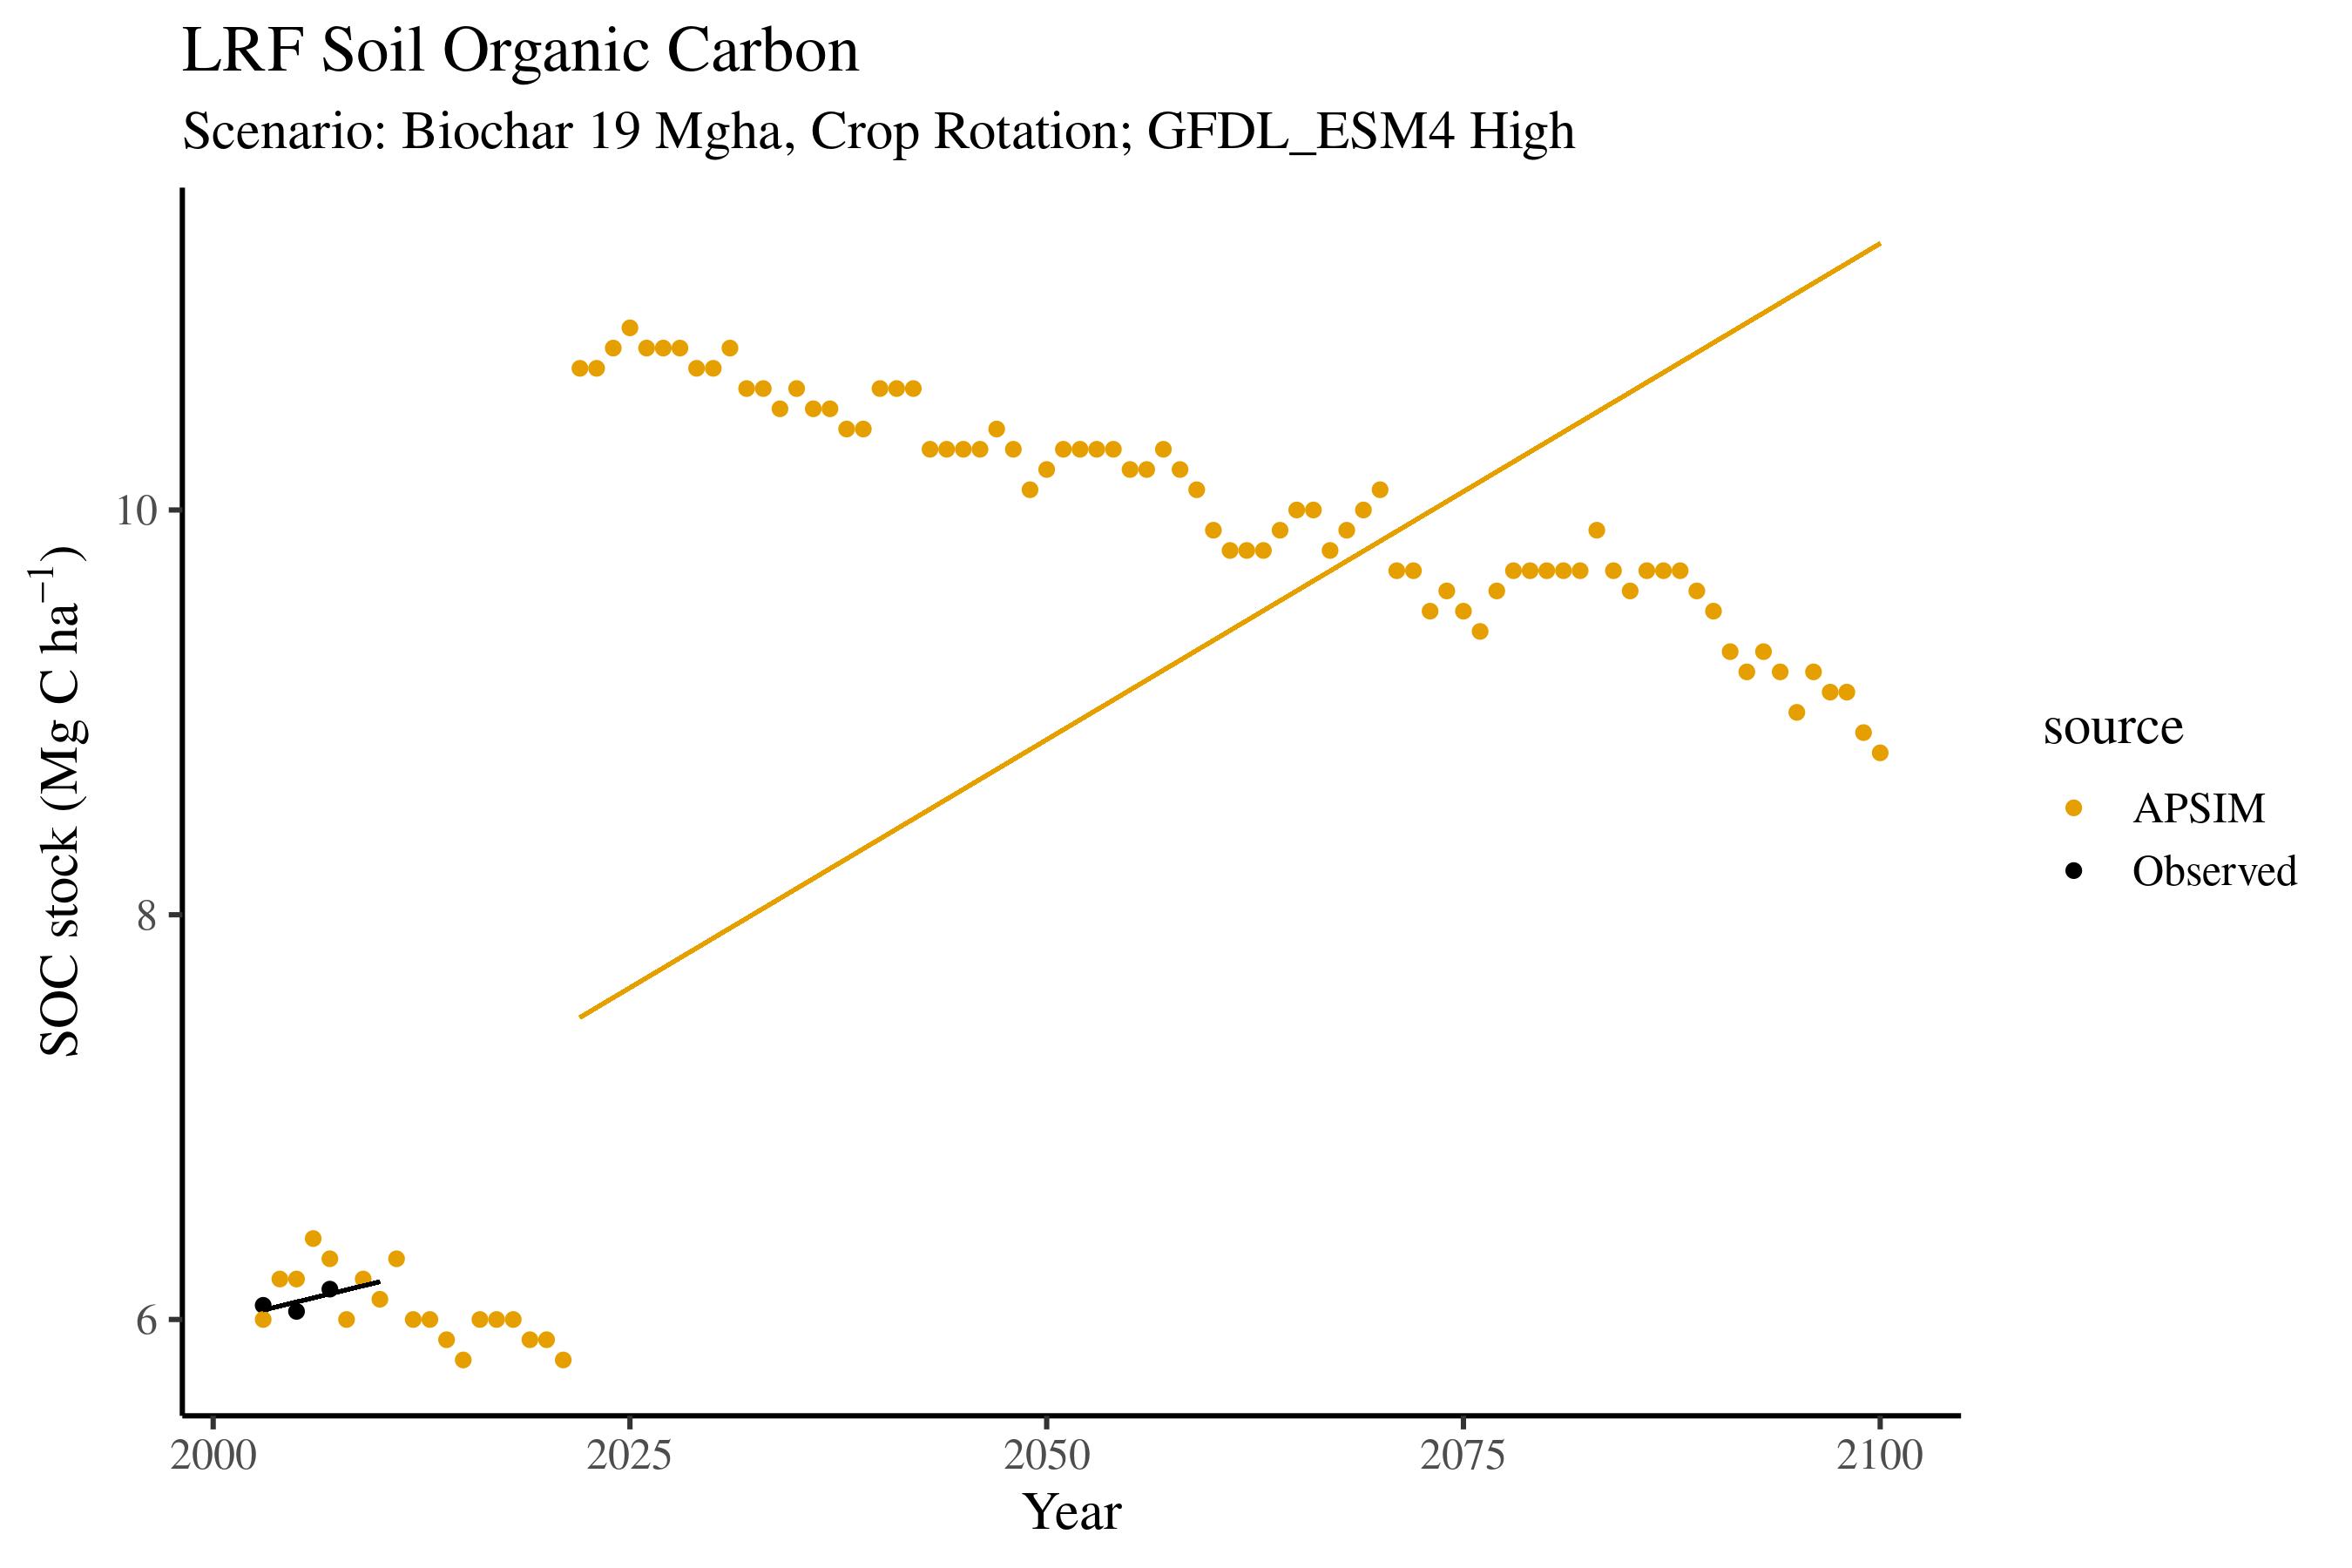 LRF Soil Organic Carbon
Scenario: Biochar 19 Mgha, Crop Rotation; GFDL_ESM4 High
SOC stock (Mg C ha⁻¹)
10
8
6
2000 2025 2050 2075 2100
Year
source
APSIM
Observed